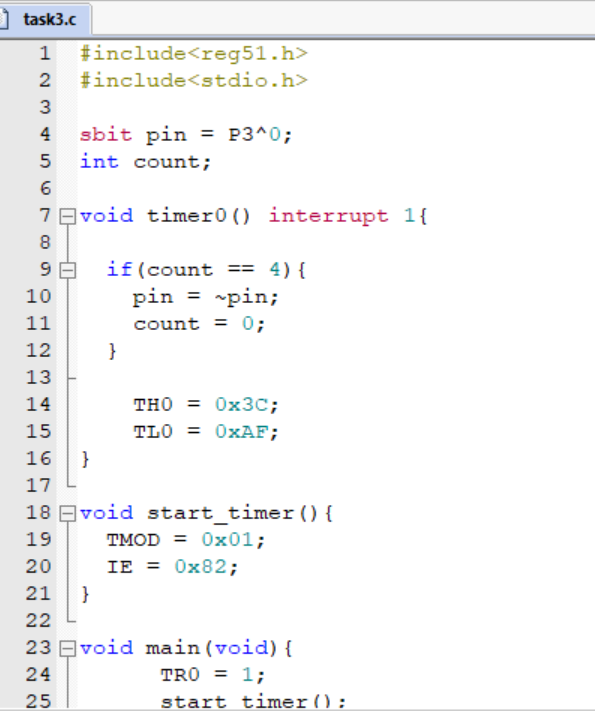 task3.c
1 #include<reg51.h>
2 #include<stdio.h>
3
4 sbit pin = P3^0;
5 int count;
6
7 void timer0() interrupt 1{
8
9   if(count == 4){
10     pin = ~pin;
11     count = 0;
12   }
13
14     TH0 = 0x3C;
15     TL0 = 0xAF;
16 }
17
18 void start_timer(){
19   TMOD = 0x01;
20   IE = 0x82;
21 }
22
23 void main(void){
24       TR0 = 1;
25       start_timer();